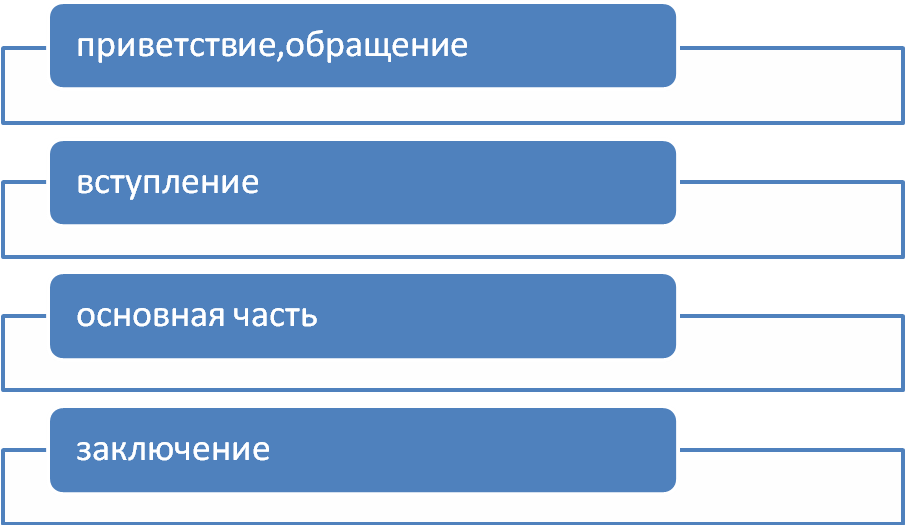 приветствие,обращение
вступление
основная часть
заключение